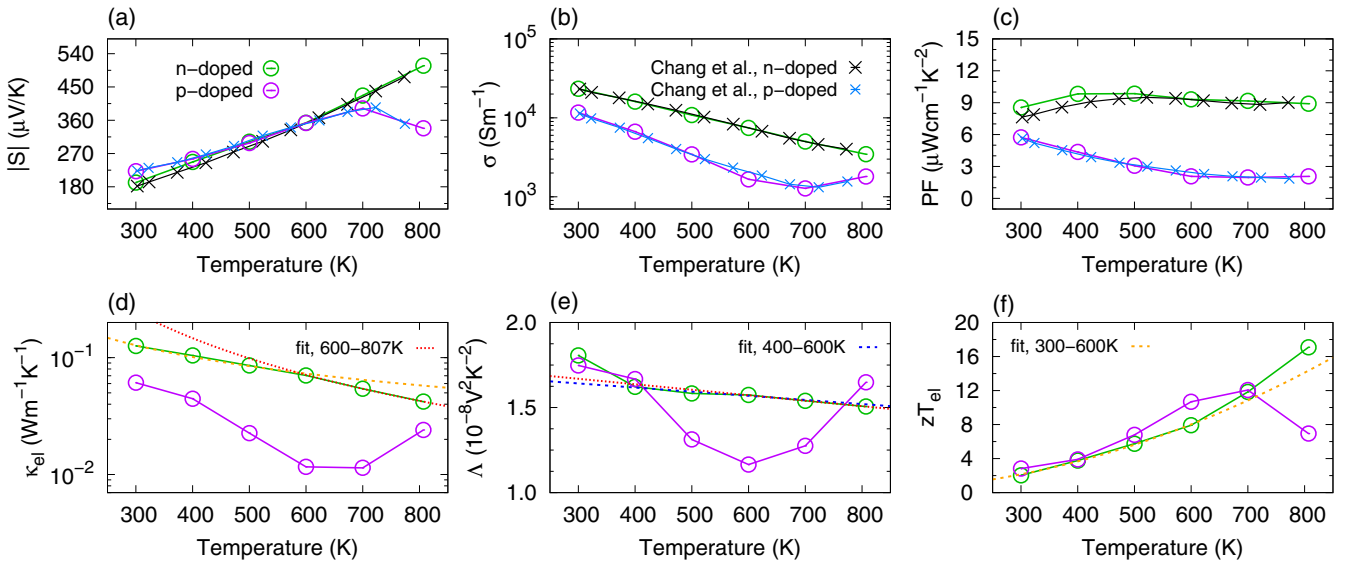 (a)
540
450
360
270
180
|S| (μV/K)
n−doped
p−doped
300 400 500 600 700 800
Temperature (K)
(b)
10^5
10^4
10^3
σ (Sm^−1)
Chang et al., n−doped
Chang et al., p−doped
300 400 500 600 700 800
Temperature (K)
(c)
15
12
9
6
3
0
PF (μWcm^−1K^−2)
300 400 500 600 700 800
Temperature (K)
(d)
10^−1
10^−2
κ_el (Wm^−1K^−1)
fit, 600−807K
300 400 500 600 700 800
Temperature (K)
(e)
2.0
1.5
1.0
Λ (10^−8V^2K^−2)
fit, 400−600K
300 400 500 600 700 800
Temperature (K)
(f)
20
16
12
8
4
0
zT_el
fit, 300−600K
300 400 500 600 700 800
Temperature (K)